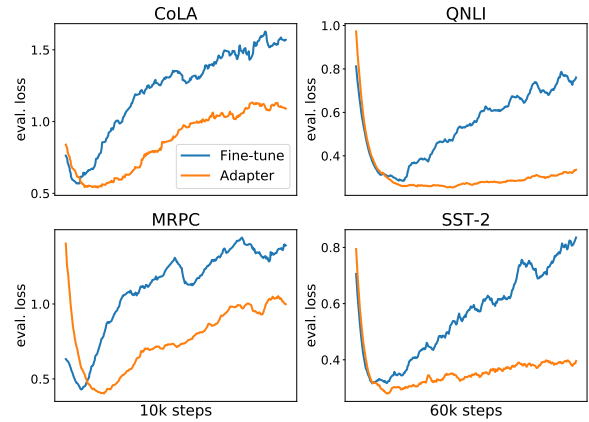 CoLA
eval. loss
1.5
1.0
0.5
Fine-tune
Adapter
QNLI
eval. loss
1.0
0.8
0.6
0.4
MRPC
eval. loss
1.0
0.5
10k steps
SST-2
eval. loss
0.8
0.6
0.4
60k steps